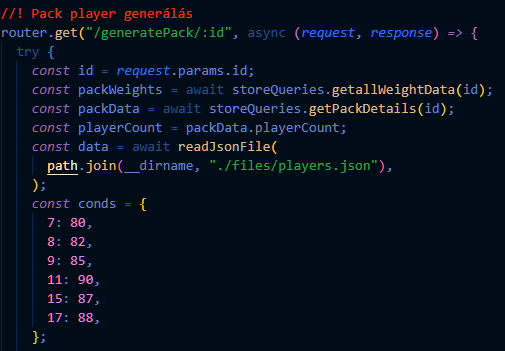 //! Pack player generálás
router.get("/generatePack/:id", async (request, response) => {
  try {
    const id = request.params.id;
    const packWeights = await storeQueries.getallWeightData(id);
    const packData = await storeQueries.getPackDetails(id);
    const playerCount = packData.playerCount;
    const data = await readJsonFile(
      path.join(__dirname, "./files/players.json"),
    );
    const conds = {
      7: 80,
      8: 82,
      9: 85,
      11: 90,
      15: 87,
      17: 88,
    };